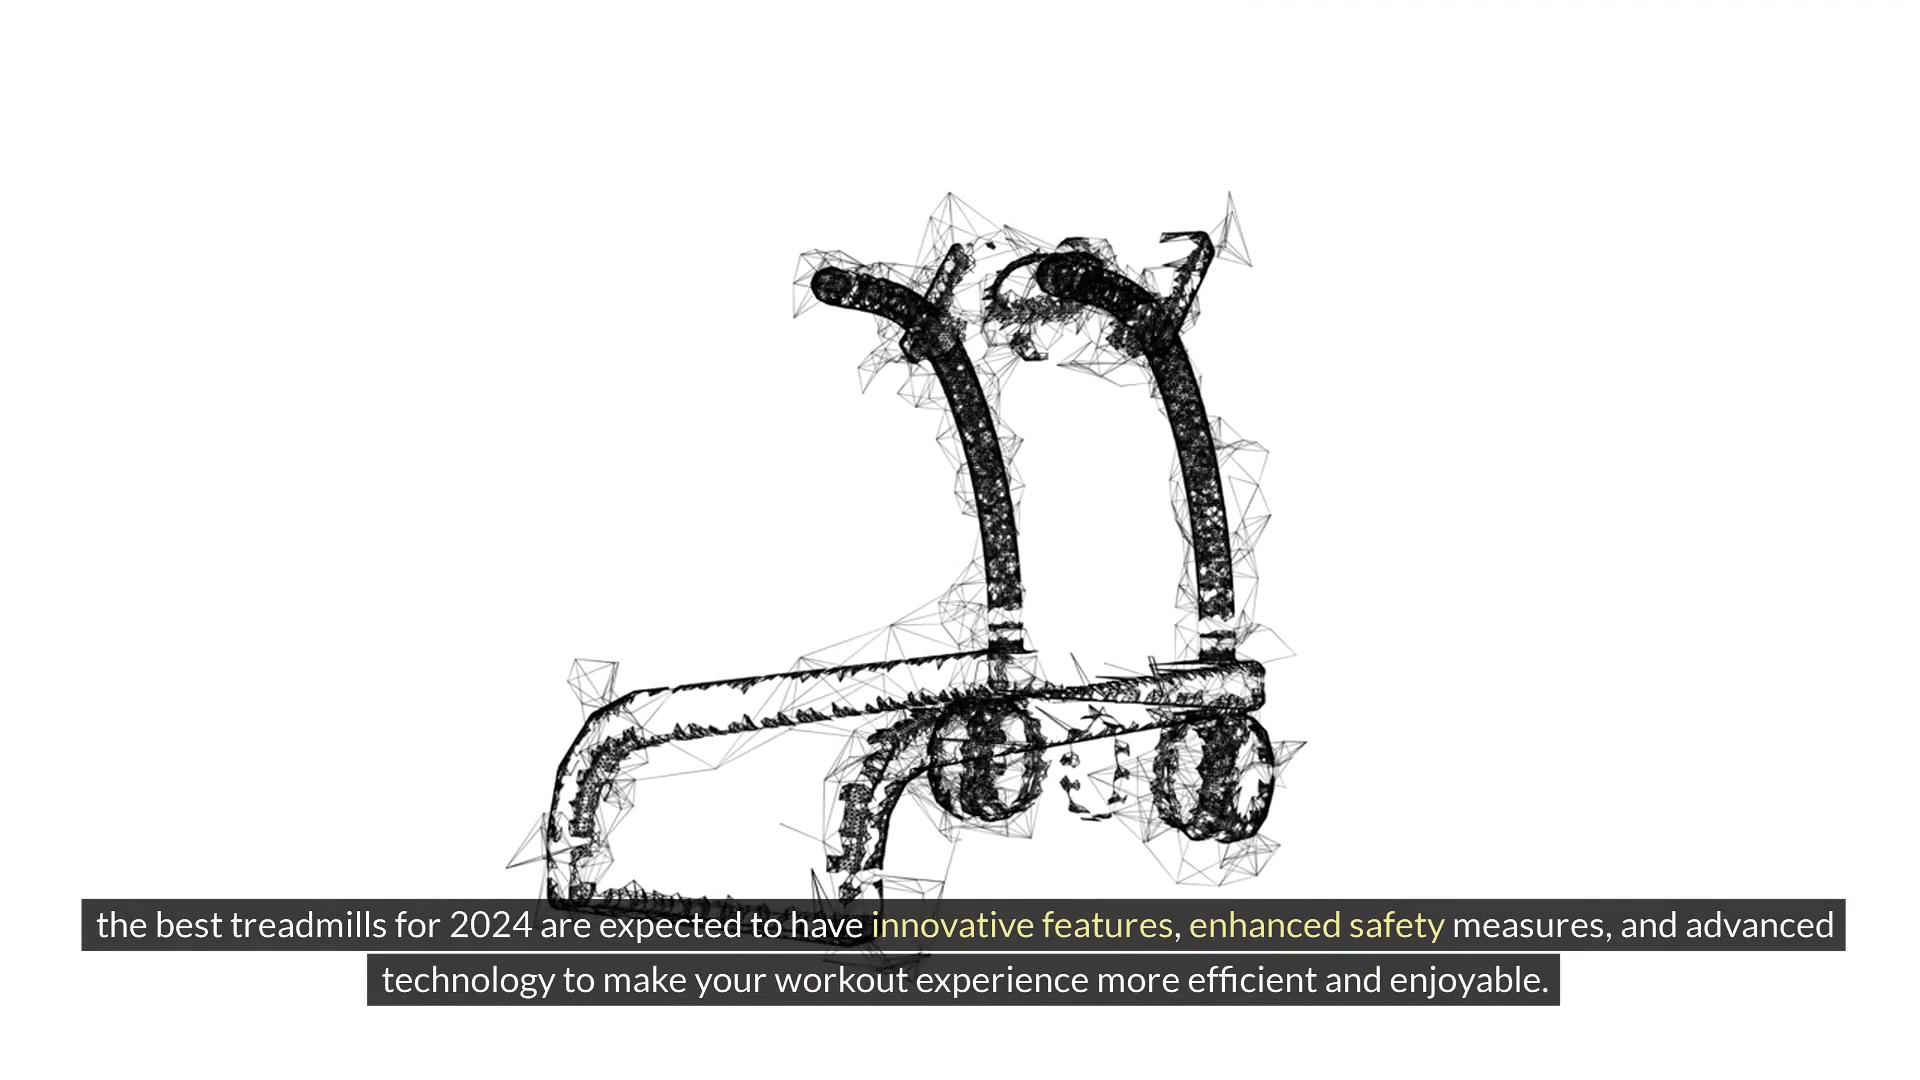 the best treadmills for 2024 are expected to have innovative features, enhanced safety measures, and advanced
technology to make your workout experience more efficient and enjoyable.